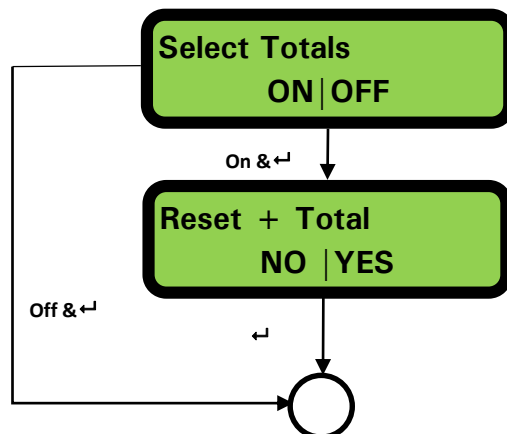 Select Totals
ON|OFF
On & ↵
Reset + Total
NO |YES
Off & ↵
↵